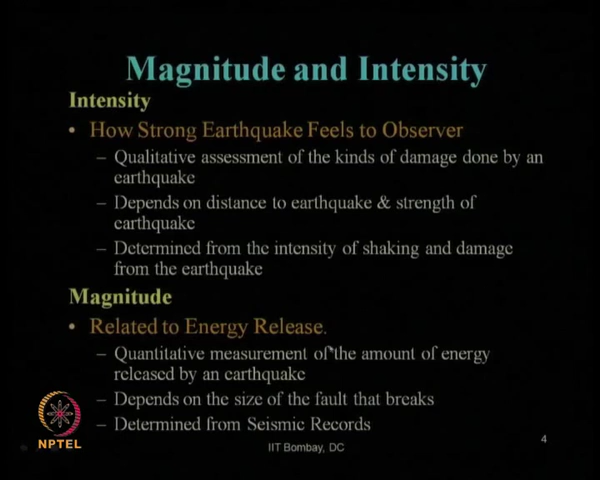 Magnitude and Intensity
Intensity
• How Strong Earthquake Feels to Observer
– Qualitative assessment of the kinds of damage done by an
earthquake
– Depends on distance to earthquake & strength of
earthquake
– Determined from the intensity of shaking and damage
from the earthquake
Magnitude
• Related to Energy Release.
– Quantitative measurement of the amount of energy
released by an earthquake
– Depends on the size of the fault that breaks
– Determined from Seismic Records
NPTEL
IIT Bombay, DC
4